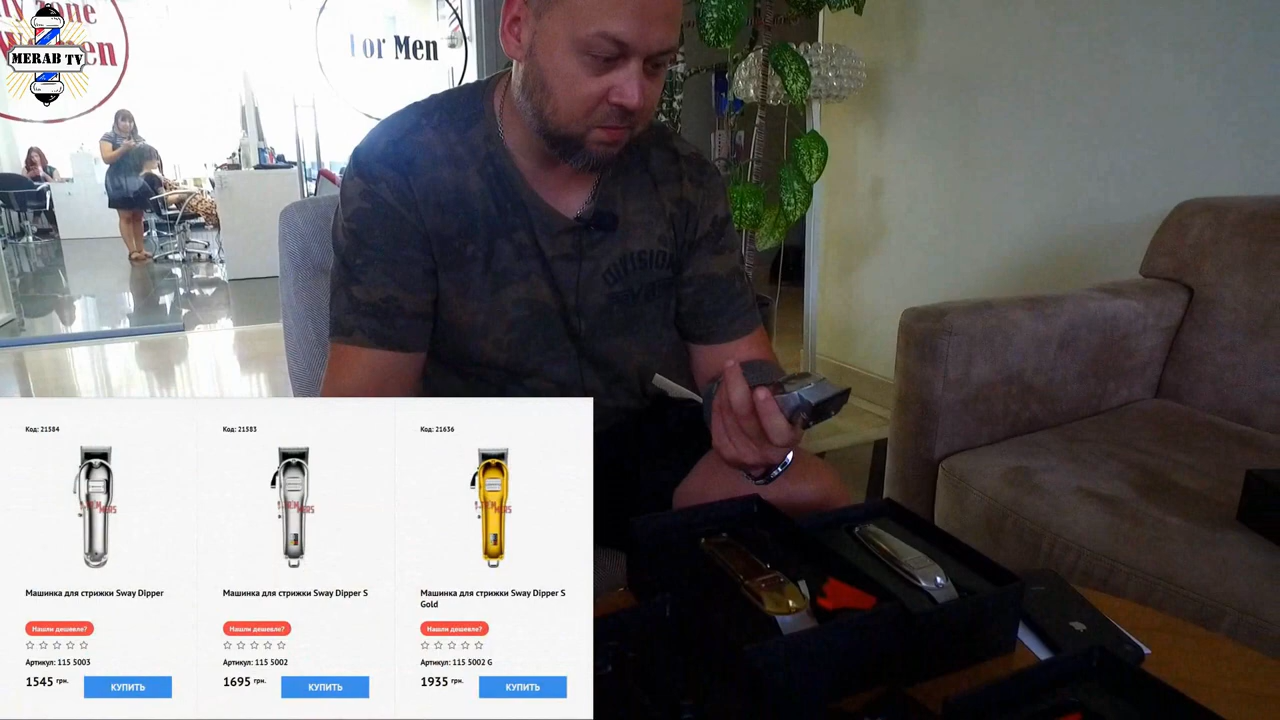 MERAB TV
For Men
DIVISION
Код: 21584
Код: 21583
Код: 21636
Машинка для стрижки Sway Dipper
Машинка для стрижки Sway Dipper S
Машинка для стрижки Sway Dipper S
Gold
Нашли дешевле?
Нашли дешевле?
Нашли дешевле?
Артикул: 115 5003
Артикул: 115 5002
Артикул: 115 5002 G
1545 грн.
КУПИТЬ
1695 грн.
КУПИТЬ
1935 грн.
КУПИТЬ